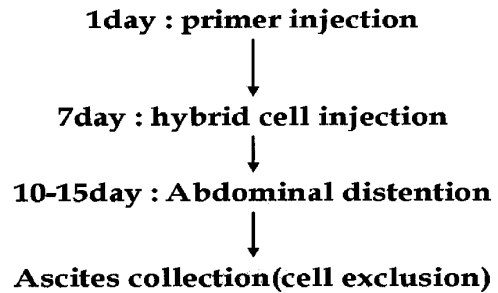 1day : primer injection
7day : hybrid cell injection
10-15day : Abdominal distention
Ascites collection(cell exclusion)